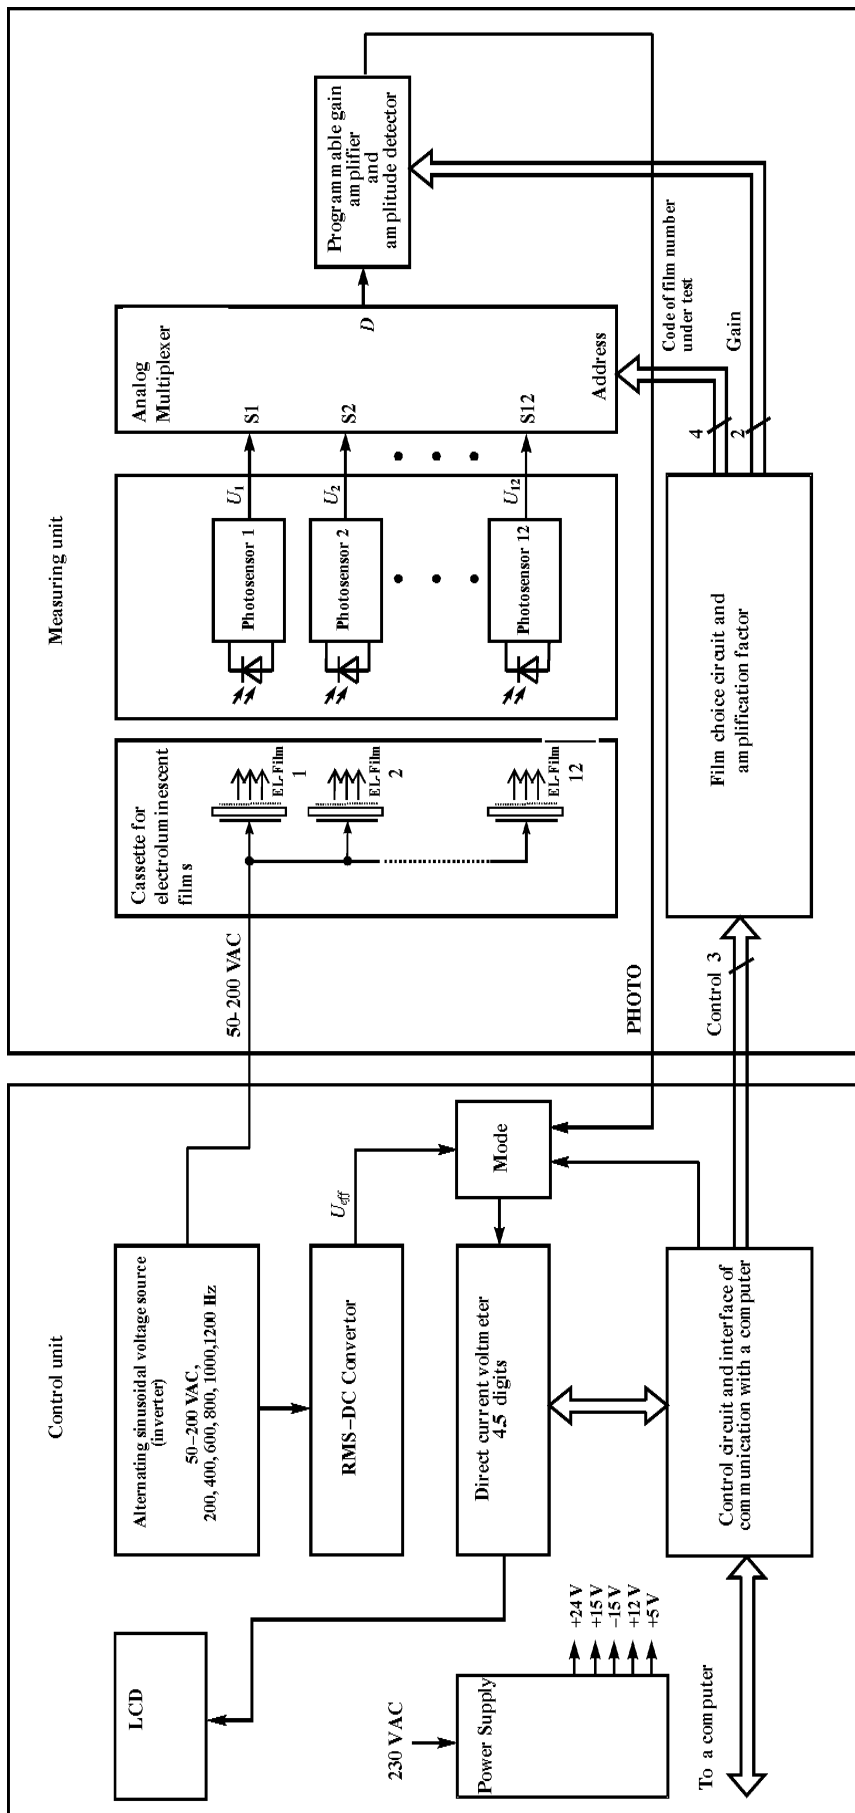 Control unit
LCD
Alternating sinusoidal voltage source
(inverter)
50–200 VAC,
200, 400, 600, 800, 1000,1200 Hz
RMS–DC Convertor
U_eff
Mode
Direct current voltmeter
4.5 digits
230 VAC
Power Supply
+24 V
+15 V
–15 V
+12 V
+5 V
Control circuit and interface of
communication with a computer
To a computer
Measuring unit
50- 200 VAC
Cassette for
electroluminescent
films
EL-Film
1
EL-Film
2
EL-Film
12
Photosensor 1
Photosensor 2
Photosensor 12
U1
U2
U12
Analog
Multiplexer
S1
S2
S12
D
Address
Programmable gain
amplifier
and
amplitude detector
PHOTO
Code of film number
under test
Gain
4
2
Control 3
Film choice circuit and
amplification factor